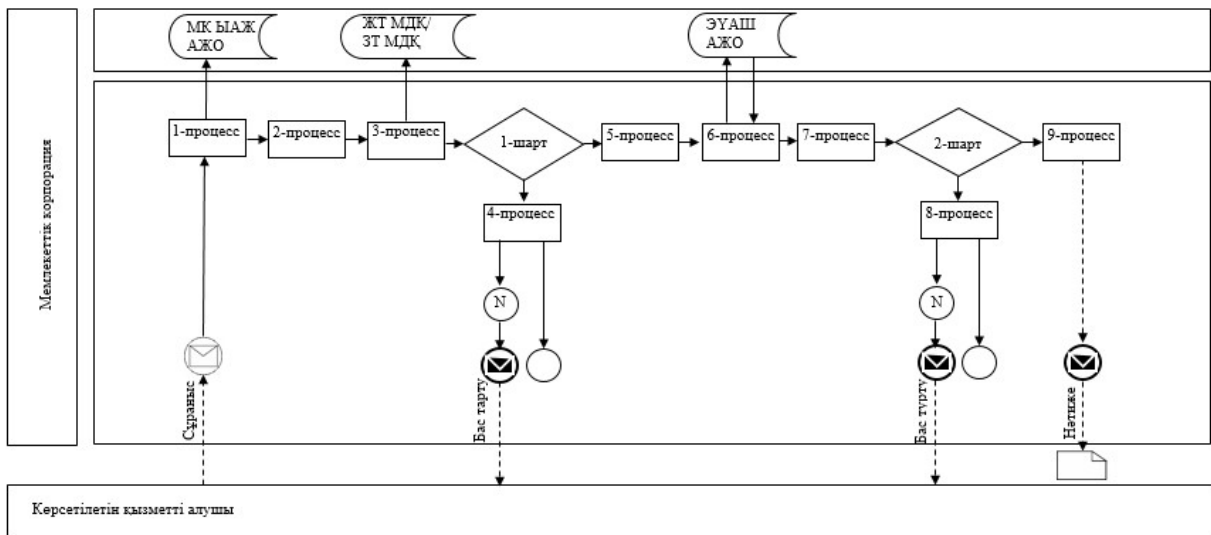 МК ЫАЖ
АЖО
ЖТ МДҚ/
ЗТ МДҚ
ЭҮАШ
АЖО
Мемлекеттік корпорация
1-процесс
2-процесс
3-процесс
1-шарт
5-процесс
6-процесс
7-процесс
2-шарт
9-процесс
4-процесс
8-процесс
N
N
Сұраныс
Бас тарту
Бас түрту
Нәтиже
Көрсетілетін қызметті алушы